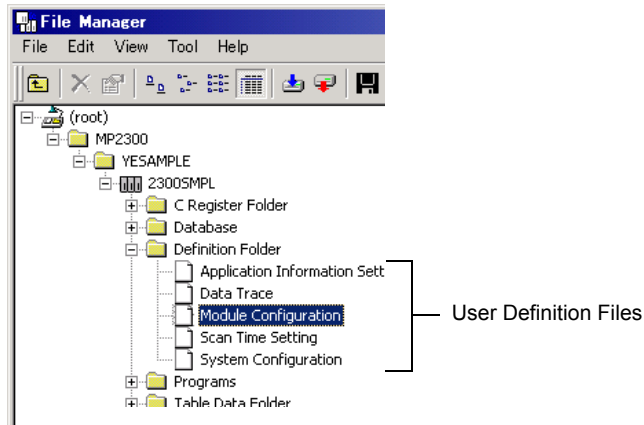 File Manager
File Edit View Tool Help
(root)
MP2300
YESAMPLE
2300SMPL
C Register Folder
Database
Definition Folder
Application Information Sett
Data Trace
Module Configuration
User Definition Files
Scan Time Setting
System Configuration
Programs
Table Data Folder